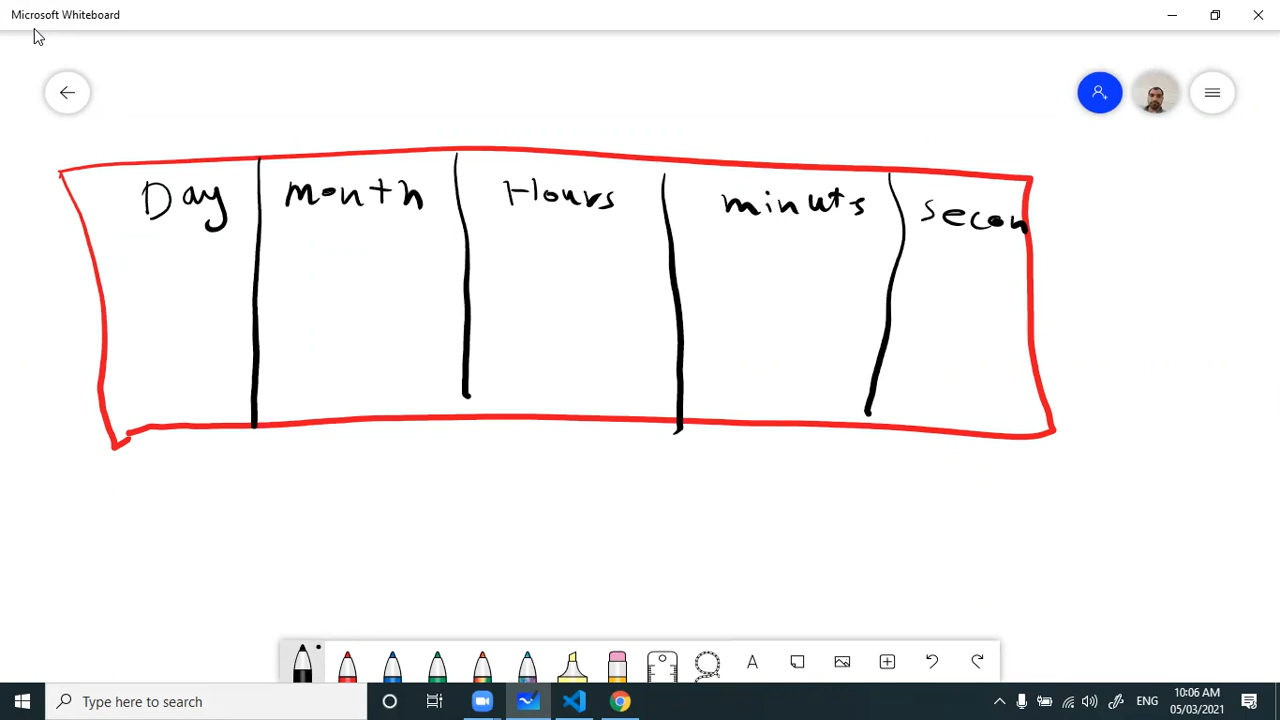 Microsoft Whiteboard
Day month Hours minuts secon
A
Type here to search
ENG
10:06 AM
05/03/2021